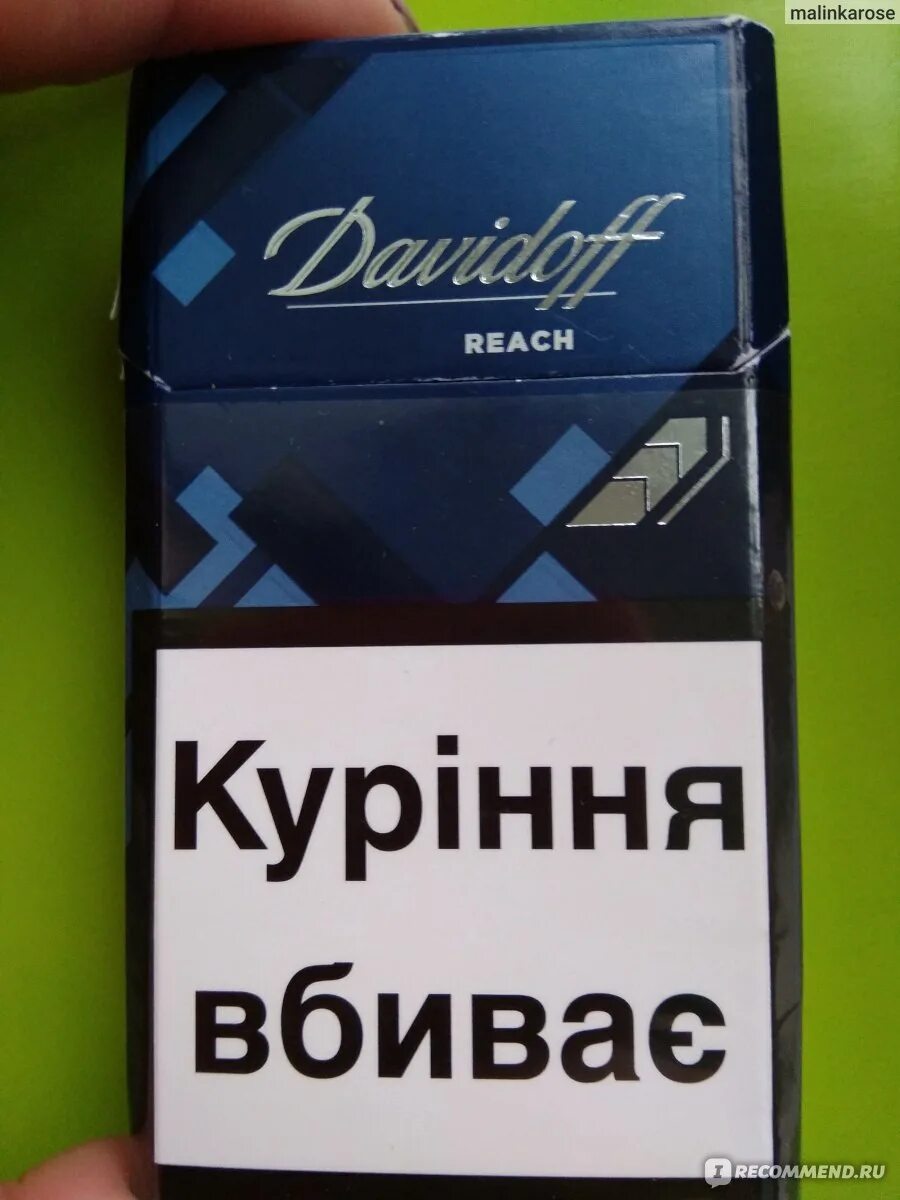 malinkarose
Davidoff
REACH
Куріння
вбиває
RECOMMEND.RU